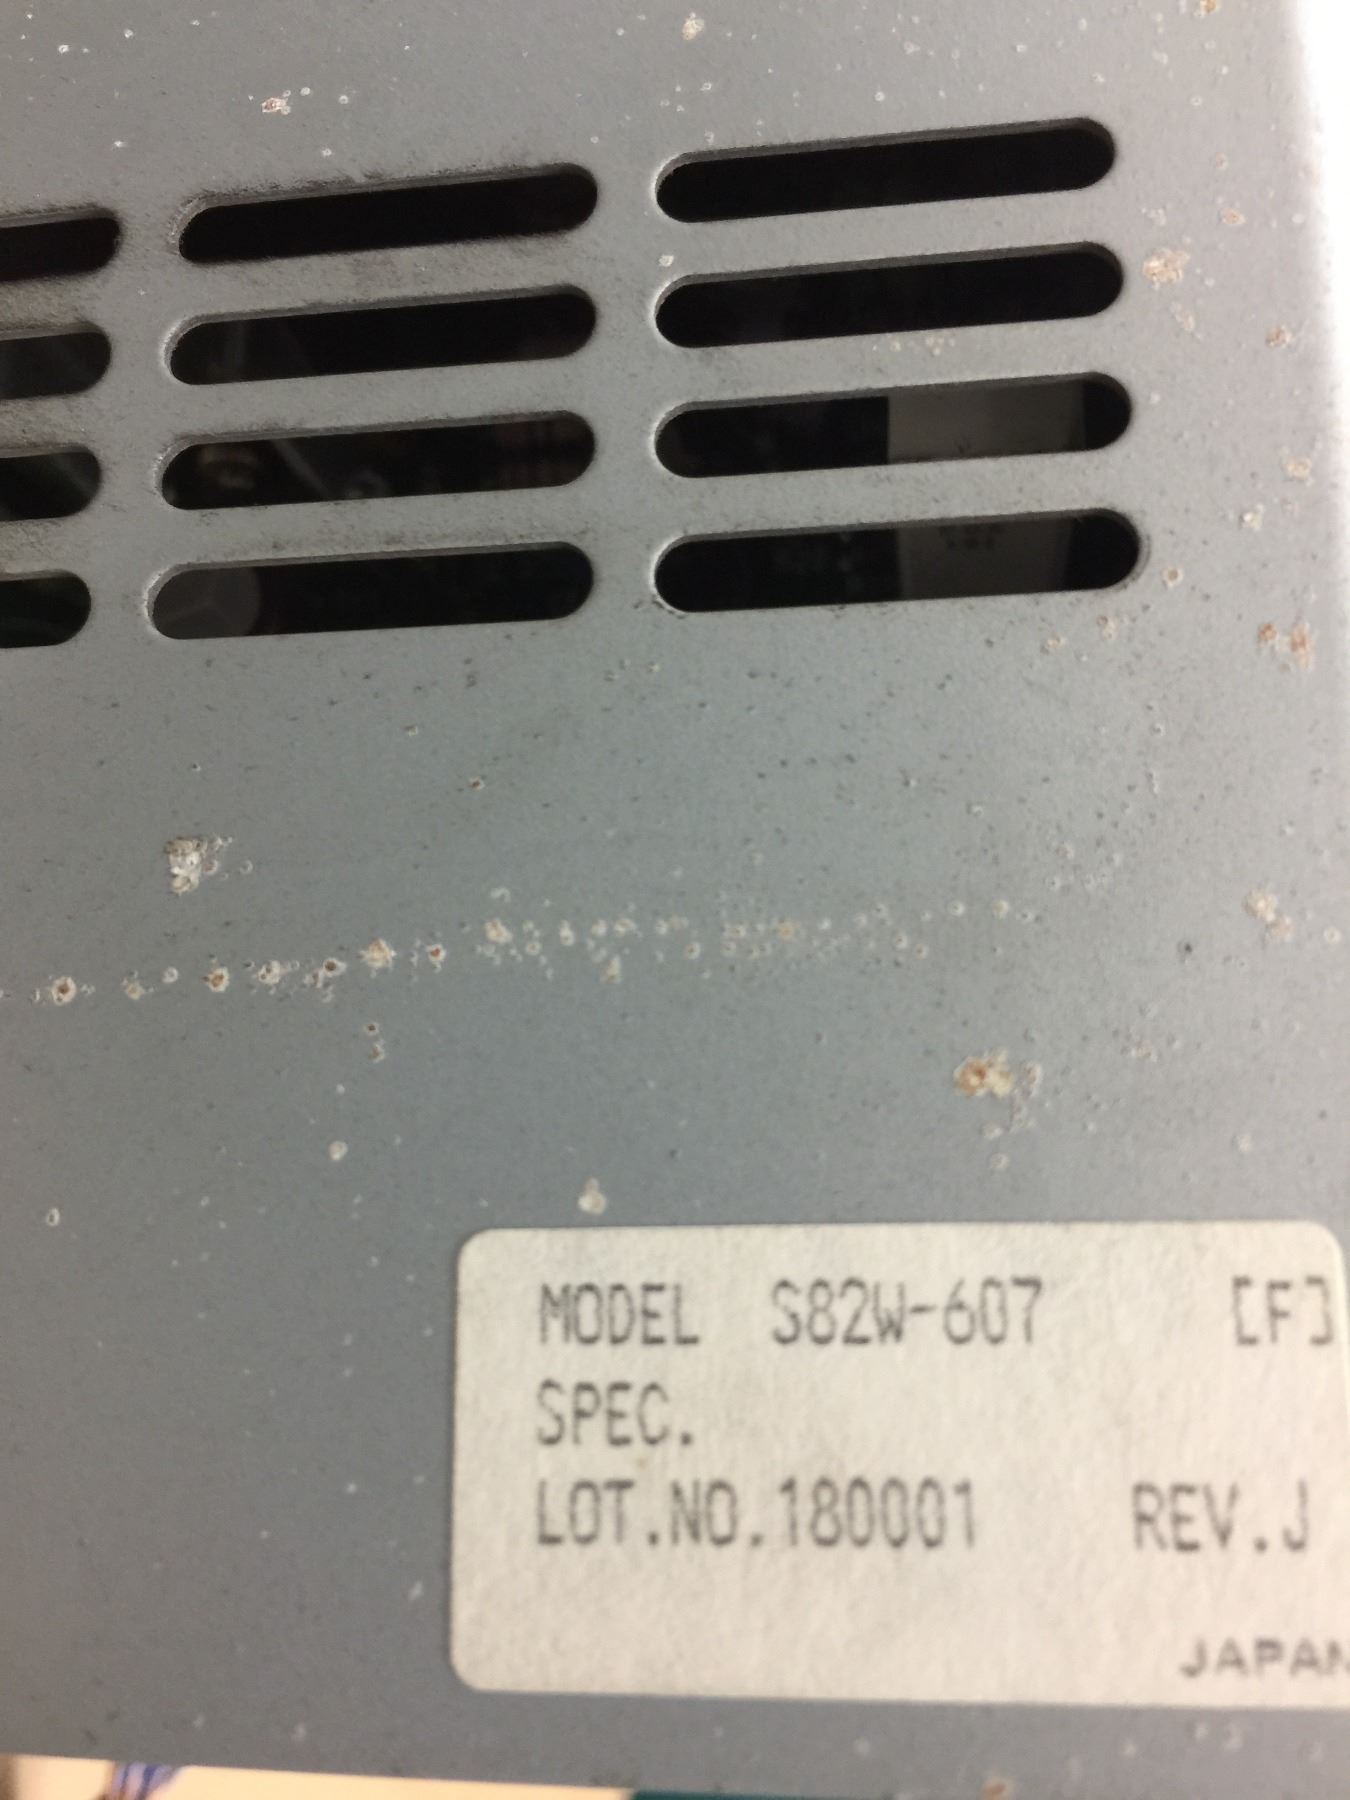 MODEL S82W-607 [F]
SPEC.
LOT.NO.180001 REV.J
JAPAN